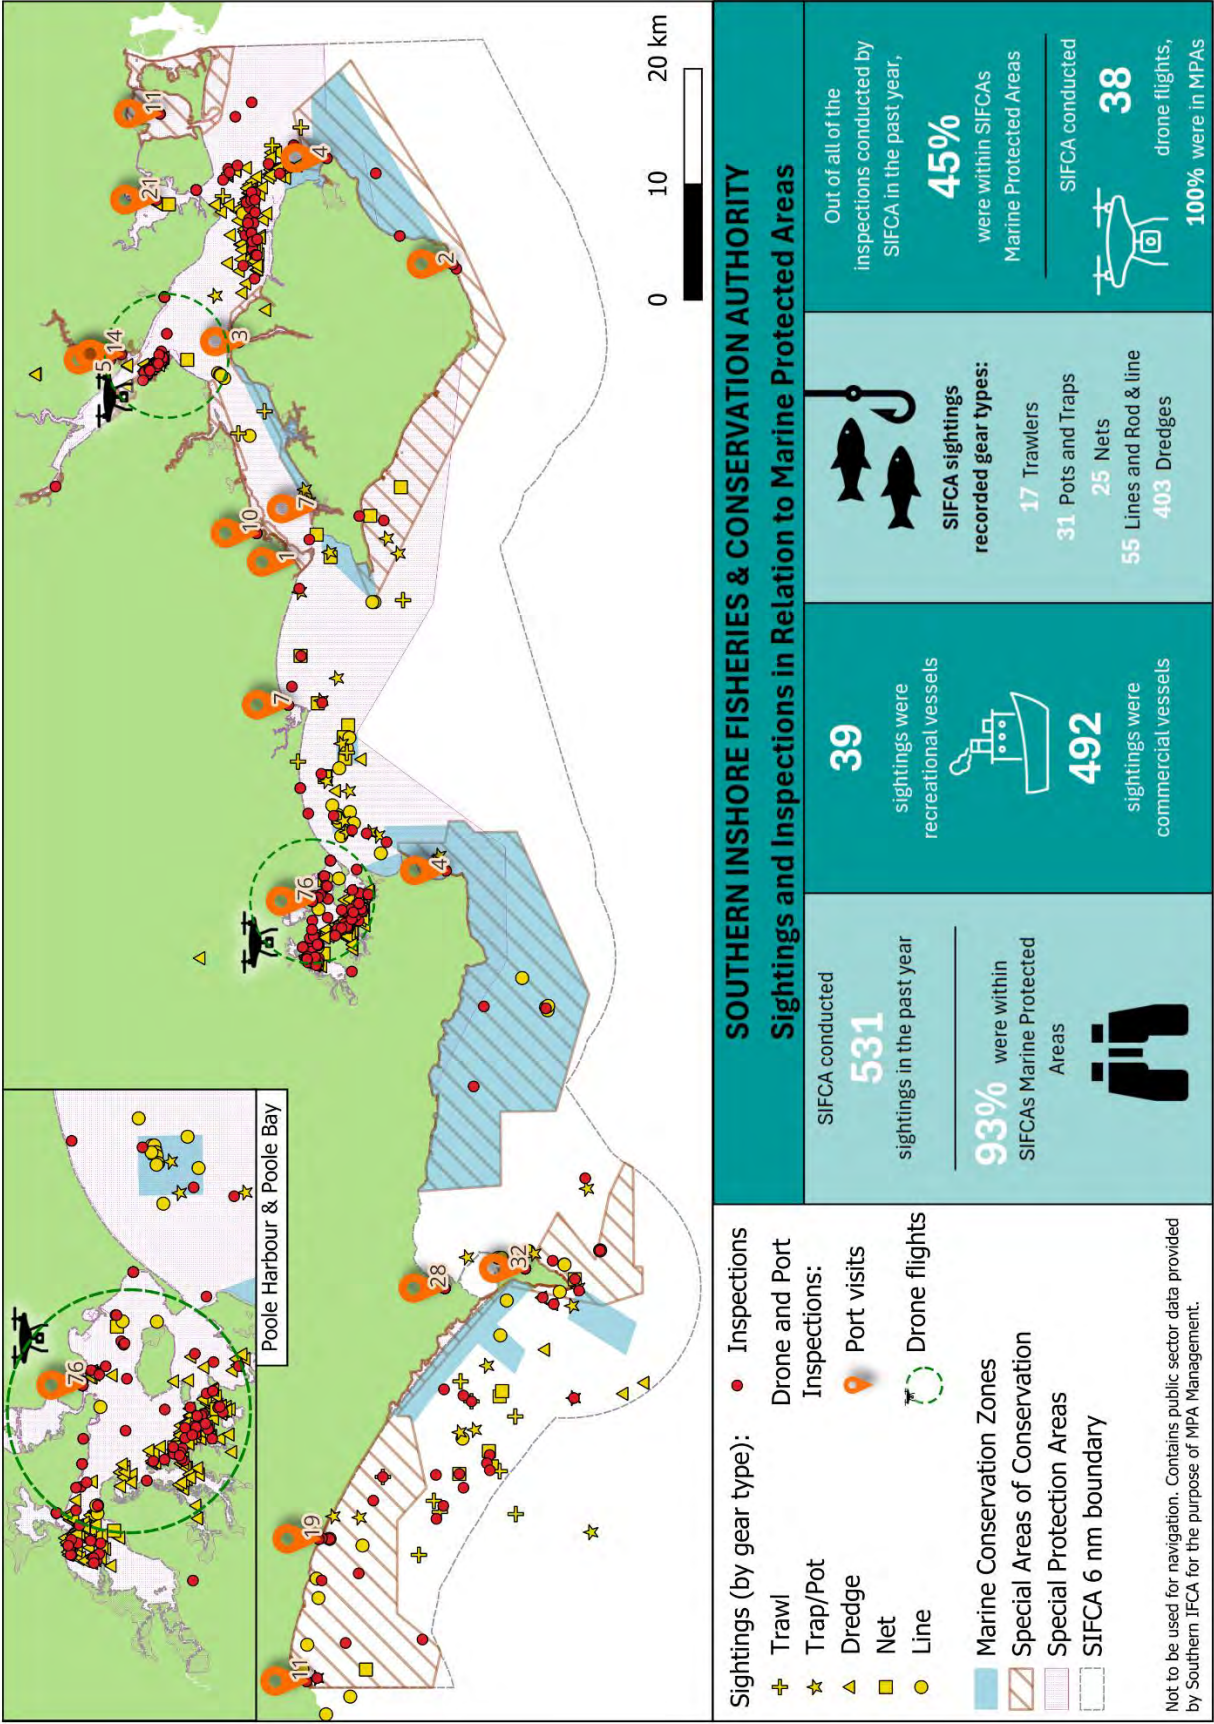 Poole Harbour & Poole Bay
76
11
19
28
32
4
76
7
1
10
7
5
14
3
21
11
4
2
0
10
20 km
Sightings (by gear type):
Trawl
Trap/Pot
Dredge
Net
Line
Inspections
Drone and Port
Inspections:
Port visits
Drone flights
Marine Conservation Zones
Special Areas of Conservation
Special Protection Areas
SIFCA 6 nm boundary
Not to be used for navigation. Contains public sector data provided
by Southern IFCA for the purpose of MPA Management.
SOUTHERN INSHORE FISHERIES & CONSERVATION AUTHORITY
Sightings and Inspections in Relation to Marine Protected Areas
SIFCA conducted
531
sightings in the past year
93% were within
SIFCAs Marine Protected
Areas
39
sightings were
recreational vessels
492
sightings were
commercial vessels
SIFCA sightings
recorded gear types:
17 Trawlers
31 Pots and Traps
25 Nets
55 Lines and Rod & line
403 Dredges
Out of all of the
inspections conducted by
SIFCA in the past year,
45%
were within SIFCAs
Marine Protected Areas
SIFCA conducted
38
drone flights,
100% were in MPAs